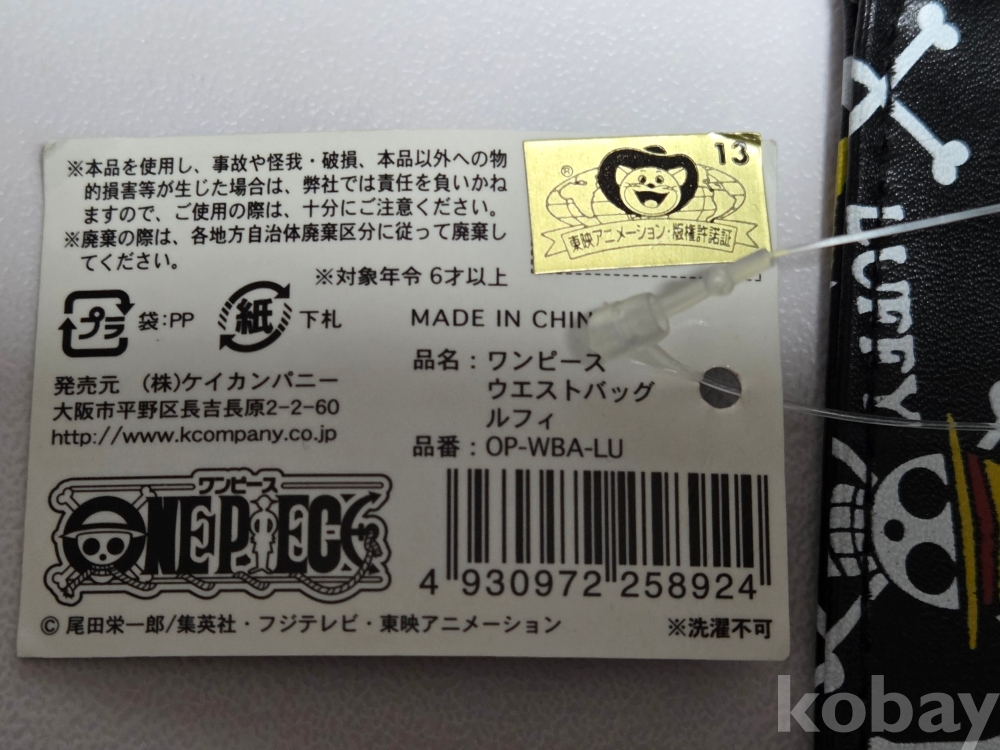 ※本品を使用し、事故や怪我・破損、本品以外への物
的損害等が生じた場合は、弊社では責任を負いかね
ますので、ご使用の際は、十分にご注意ください。
※廃棄の際は、各地方自治体廃棄区分に従って廃棄し
てください。
※対象年令 6才以上
13
®
東映アニメーション・版権許諾証
プラ 袋:PP 紙 下札
MADE IN CHIN
発売元 (株)ケイカンパニー
大阪市平野区長吉長原2-2-60
http://www.kcompany.co.jp
品名:ワンピース
ウエストバッグ
ルフィ
品番:OP-WBA-LU
ワンピース
ONE PIECE
4 930972 258924
© 尾田栄一郎/集英社・フジテレビ・東映アニメーション
※洗濯不可
LUFFY
kobay